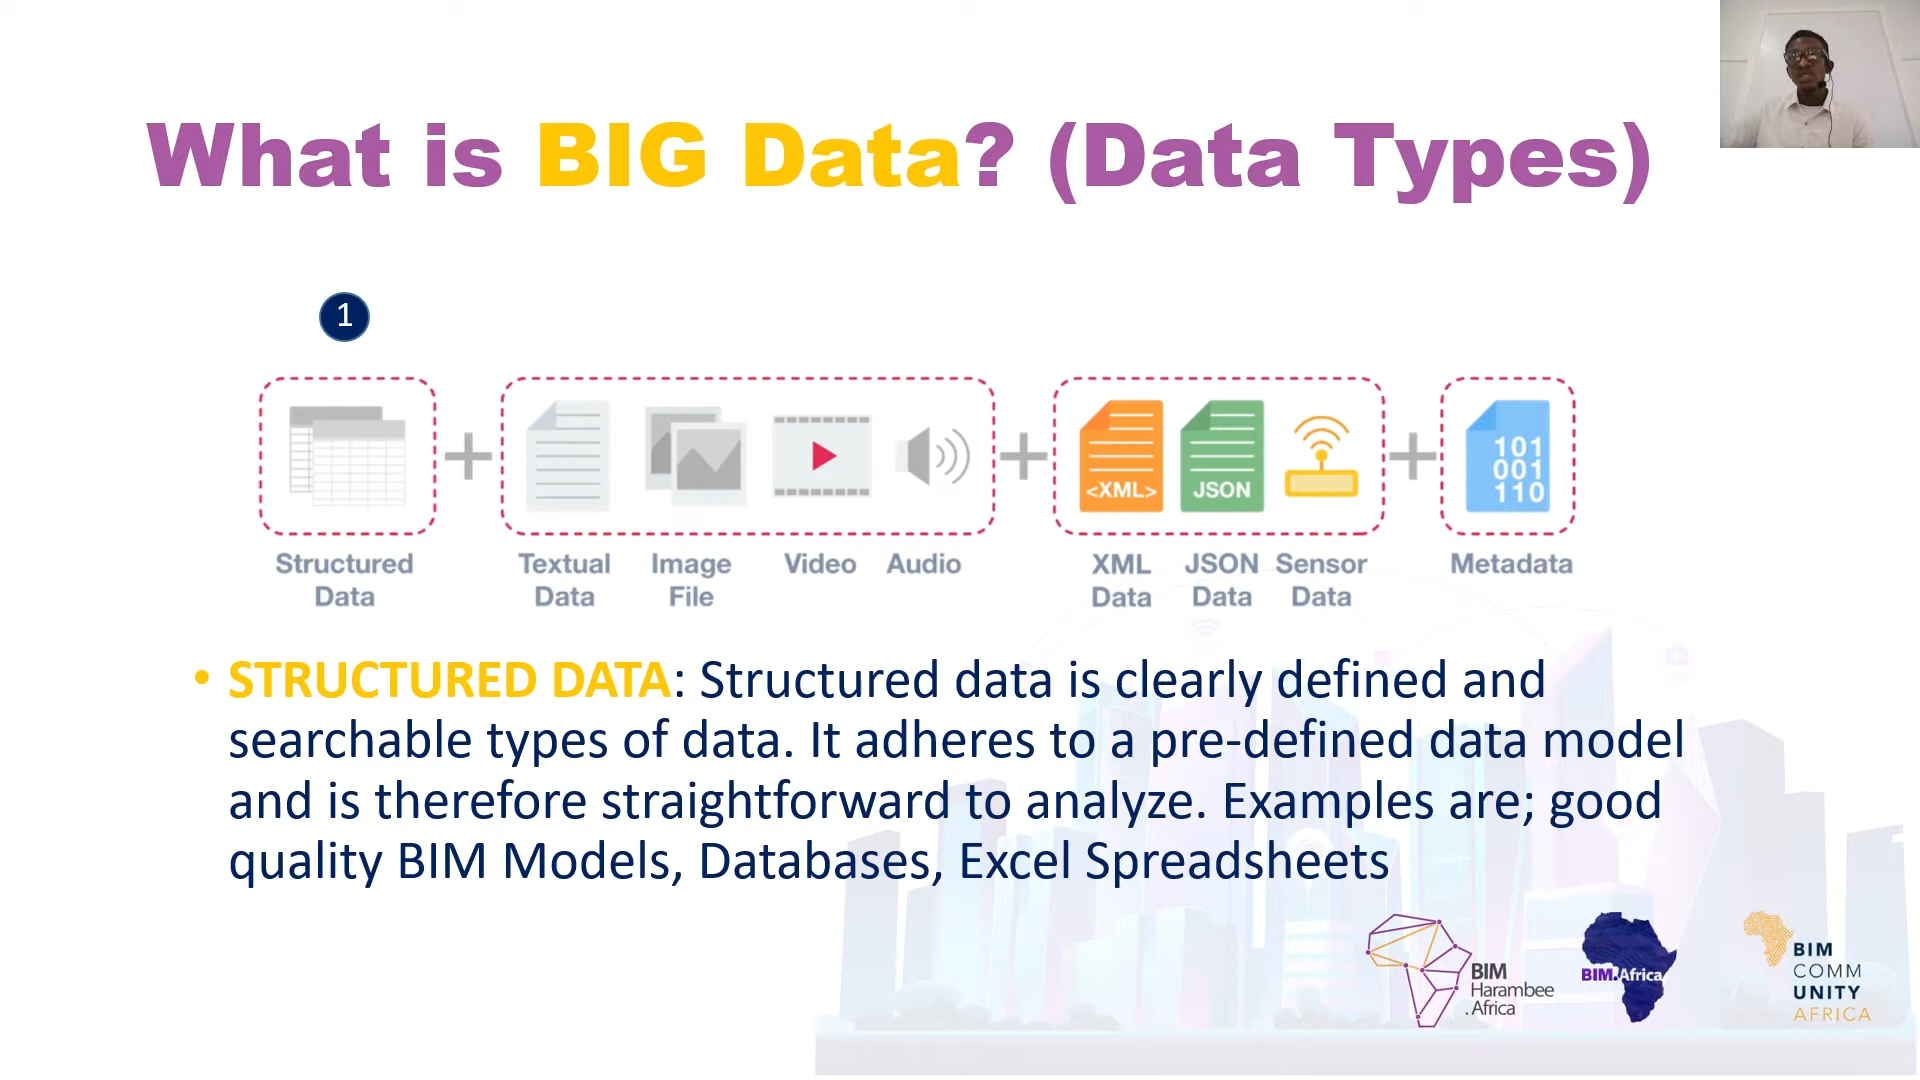 What is BIG Data? (Data Types)
1
<XML>
JSON
101
001
110
Structured Data
Textual Data
Image File
Video
Audio
XML Data
JSON Data
Sensor Data
Metadata
• STRUCTURED DATA: Structured data is clearly defined and
searchable types of data. It adheres to a pre-defined data model
and is therefore straightforward to analyze. Examples are; good
quality BIM Models, Databases, Excel Spreadsheets
BIM
Harambee
.Africa
BIM.Africa
BIM
COMM
UNITY
AFRICA